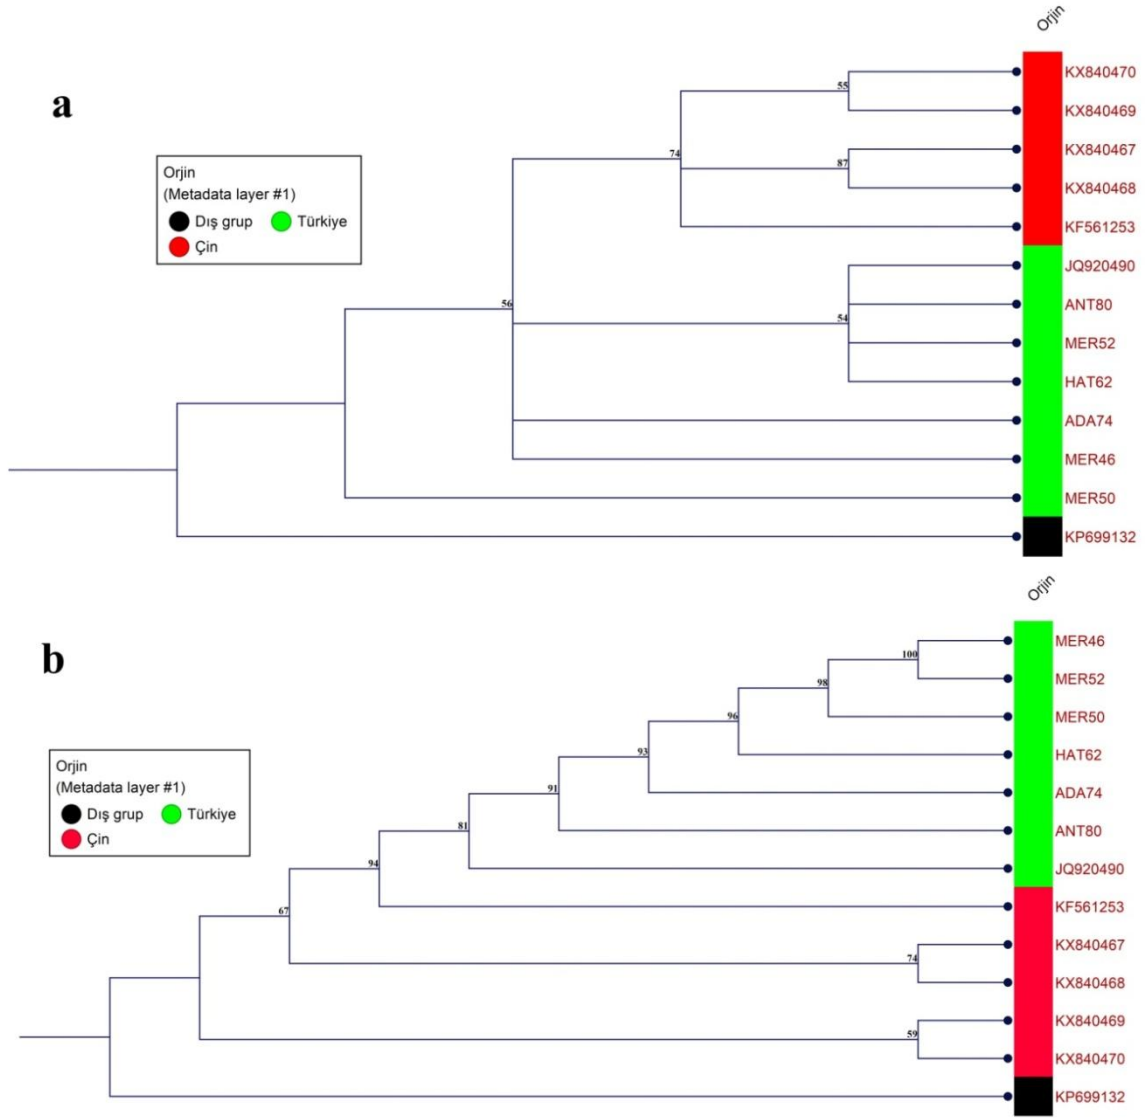 Orjin
a
KX840470
55
KX840469
Orjin
(Metadata layer #1)
Dış grup Türkiye
Çin
74
KX840467
87
KX840468
KF561253
JQ920490
56
ANT80
54
MER52
HAT62
ADA74
MER46
MER50
KP699132
Orjin
b
MER46
100
MER52
98
MER50
96
HAT62
93
ADA74
Orjin
(Metadata layer #1)
Dış grup Türkiye
Çin
91
ANT80
81
JQ920490
94
KF561253
67
KX840467
74
KX840468
KX840469
59
KX840470
KP699132